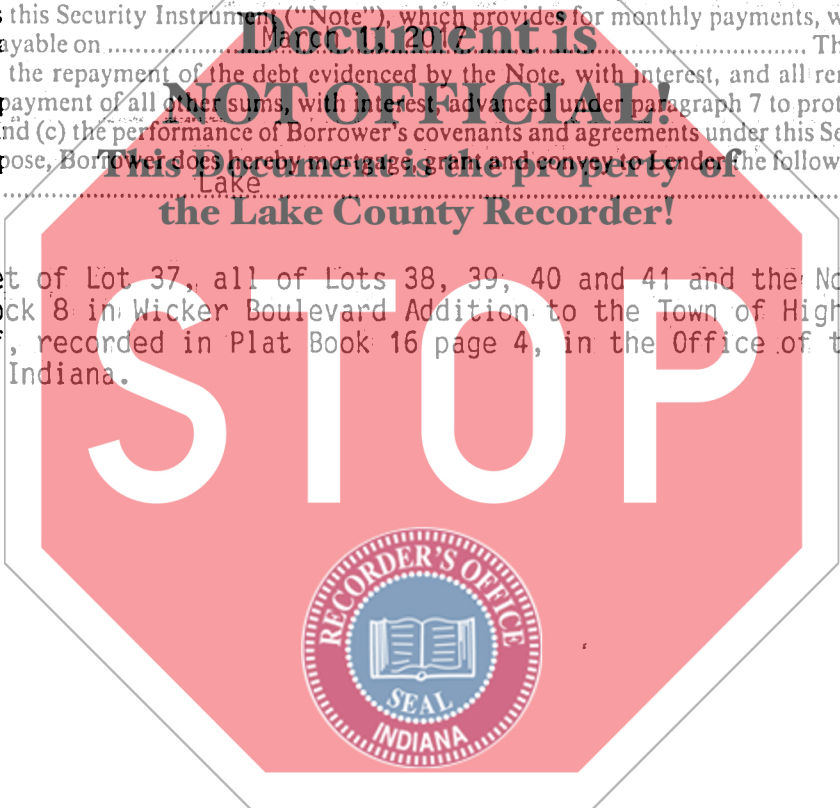 this Security Instrument (“Note”), which provides for monthly payments, w
ayable on March 1, 2017 Th
Document is
the repayment of the debt evidenced by the Note, with interest, and all re
payment of all other sums, with interest, advanced under paragraph 7 to pro
NOT OFFICIAL!
nd (c) the performance of Borrower's covenants and agreements under this Se
pose, Borrower does hereby mortgage, grant and convey to Lender the follow
This Document is the property of
Lake
the Lake County Recorder!
et of Lot 37, all of Lots 38, 39, 40 and 41 and the No
ck 8 in Wicker Boulevard Addition to the Town of High
, recorded in Plat Book 16 page 4, in the Office of t
Indiana.
STOP
RECORDER'S OFFICE
SEAL
INDIANA